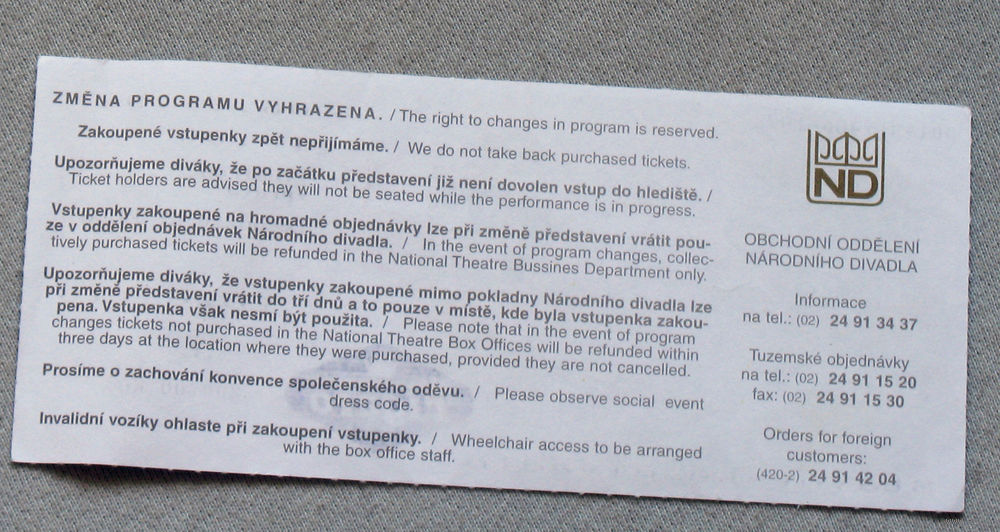 ZMĚNA PROGRAMU VYHRAZENA. / The right to changes in program is reserved.
Zakoupené vstupenky zpět nepřijímáme. / We do not take back purchased tickets.
Upozorňujeme diváky, že po začátku představení již není dovolen vstup do hlediště. /
Ticket holders are advised they will not be seated while the performance is in progress.
Vstupenky zakoupené na hromadné objednávky lze při změně představení vrátit pou-
ze v oddělení objednávek Národního divadla. / In the event of program changes, collec-
tively purchased tickets will be refunded in the National Theatre Bussines Department only.
Upozorňujeme diváky, že vstupenky zakoupené mimo pokladny Národního divadla lze
při změně představení vrátit do tří dnů a to pouze v místě, kde byla vstupenka zakou-
pena. Vstupenka však nesmí být použita. / Please note that in the event of program
changes tickets not purchased in the National Theatre Box Offices will be refunded within
three days at the location where they were purchased, provided they are not cancelled.
Prosíme o zachování konvence společenského oděvu. / Please observe social event
dress code.
Invalidní vozíky ohlaste při zakoupení vstupenky. / Wheelchair access to be arranged
with the box office staff.
ND
OBCHODNÍ ODDĚLENÍ
NÁRODNÍHO DIVADLA
Informace
na tel.: (02) 24 91 34 37
Tuzemské objednávky
na tel.: (02) 24 91 15 20
fax: (02) 24 91 15 30
Orders for foreign
customers:
(420-2) 24 91 42 04